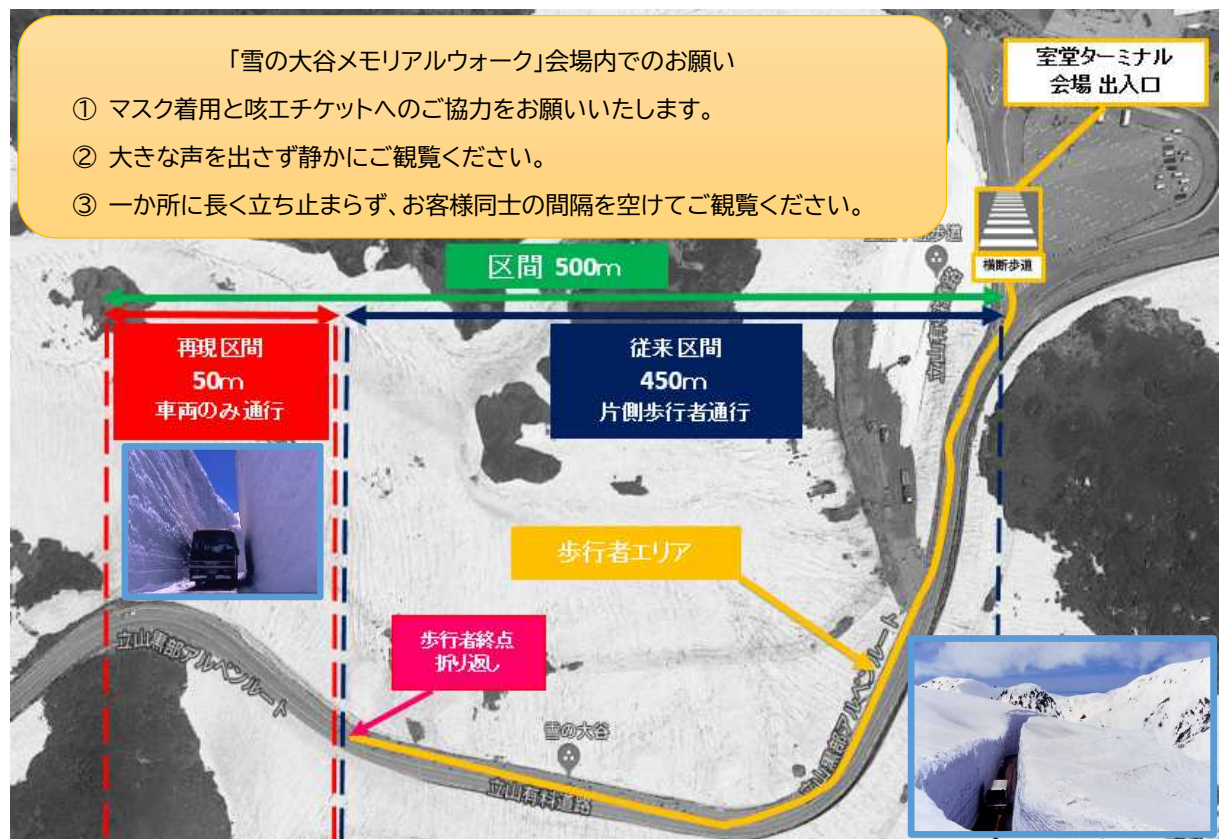 「雪の大谷メモリアルウォーク」会場内でのお願い
① マスク着用と咳エチケットへのご協力をお願いいたします。
② 大きな声を出さず静かにご観覧ください。
③ 一か所に長く立ち止まらず、お客様同士の間隔を空けてご観覧ください。
室堂ターミナル
会場 出入口
横断歩道
区間 500m
再現区間
50m
車両のみ通行
従来区間
450m
片側歩行者通行
歩行者エリア
歩行者終点
折り返し
立山黒部アルペンルート
雪の大谷
立山有料道路
立山黒部アルペンルート
立山有料道路